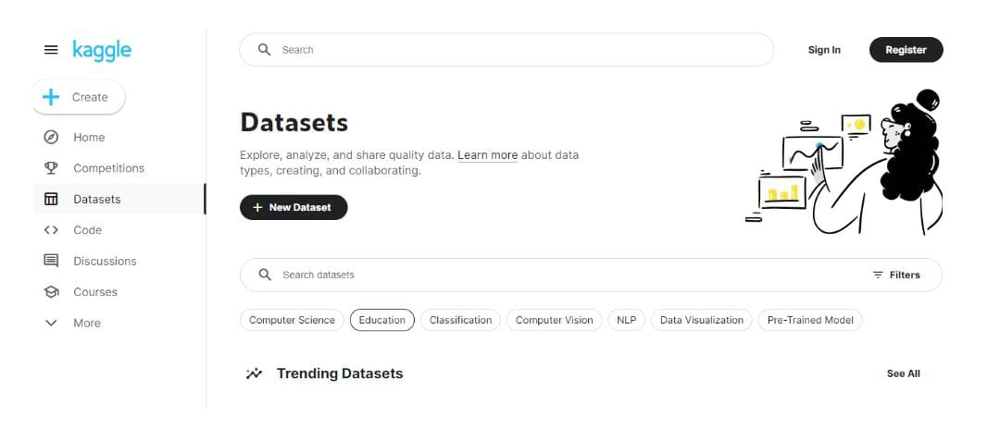 kaggle
Search
Sign In
Register
Create
Home
Competitions
Datasets
Code
Discussions
Courses
More
Datasets
Explore, analyze, and share quality data. Learn more about data
types, creating, and collaborating.
New Dataset
Search datasets
Filters
Computer Science
Education
Classification
Computer Vision
NLP
Data Visualization
Pre-Trained Model
Trending Datasets
See All